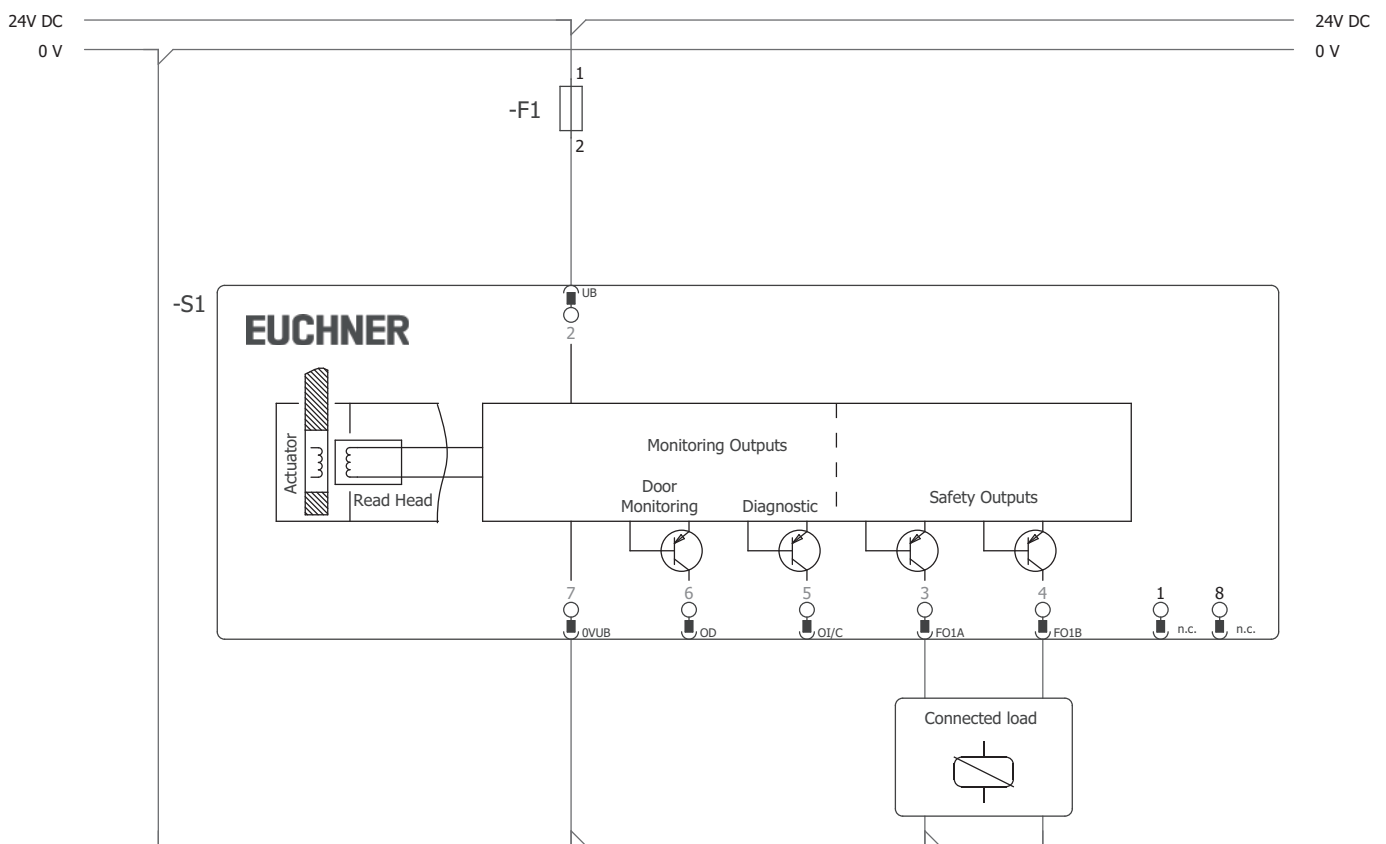 24V DC
24V DC
0 V
0 V
1
-F1
2
-S1
UB
EUCHNER
2
Actuator
Read Head
Monitoring Outputs
Door
Monitoring
Diagnostic
Safety Outputs
7
6
5
3
4
1
8
0VUB
OD
OI/C
FO1A
FO1B
n.c.
n.c.
Connected load